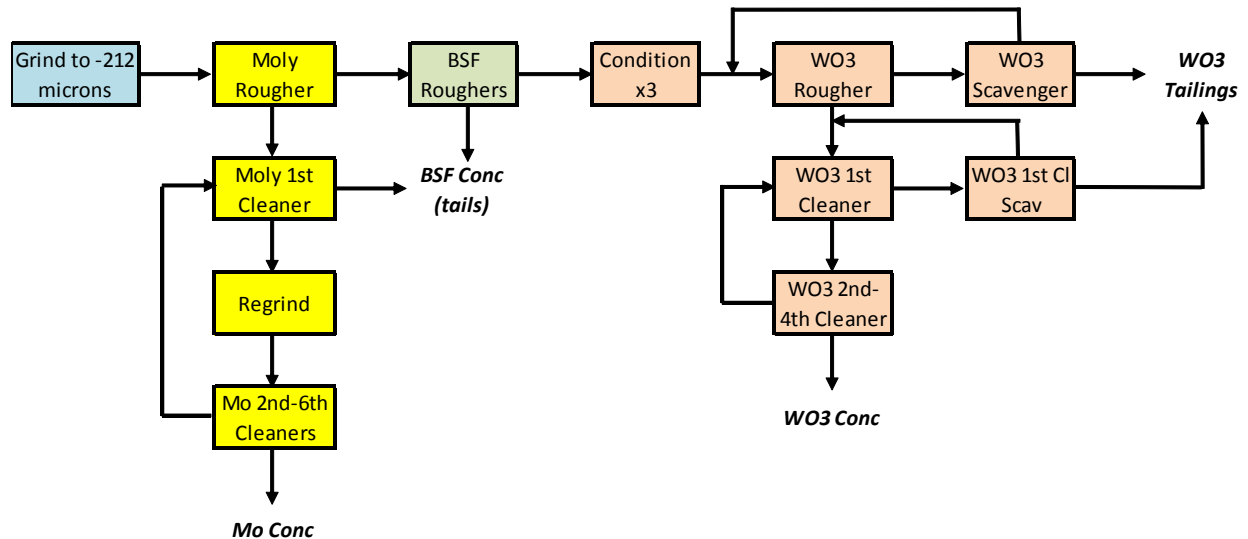 Grind to -212
microns
Moly
Rougher
BSF
Roughers
Condition
x3
WO3
Rougher
WO3
Scavenger
WO3
Tailings
Moly 1st
Cleaner
BSF Conc
(tails)
WO3 1st
Cleaner
WO3 1st Cl
Scav
Regrind
WO3 2nd-
4th Cleaner
Mo 2nd-6th
Cleaners
WO3 Conc
Mo Conc